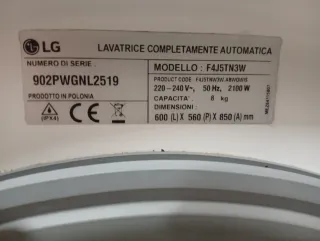 LG LAVATRICE COMPLETAMENTE AUTOMATICA
NUMERO DI SERIE :
902PWGNL2519
PRODOTTO IN POLONIA
(IPX4)
MODELLO : F4J5TN3W
PRODUCT CODE :
220 - 240 V~, 50 Hz, 2100 W
CAPACITA' : 8 kg
DIMENSIONI :
600 (L) X 560 (P) X 850 (A) mm